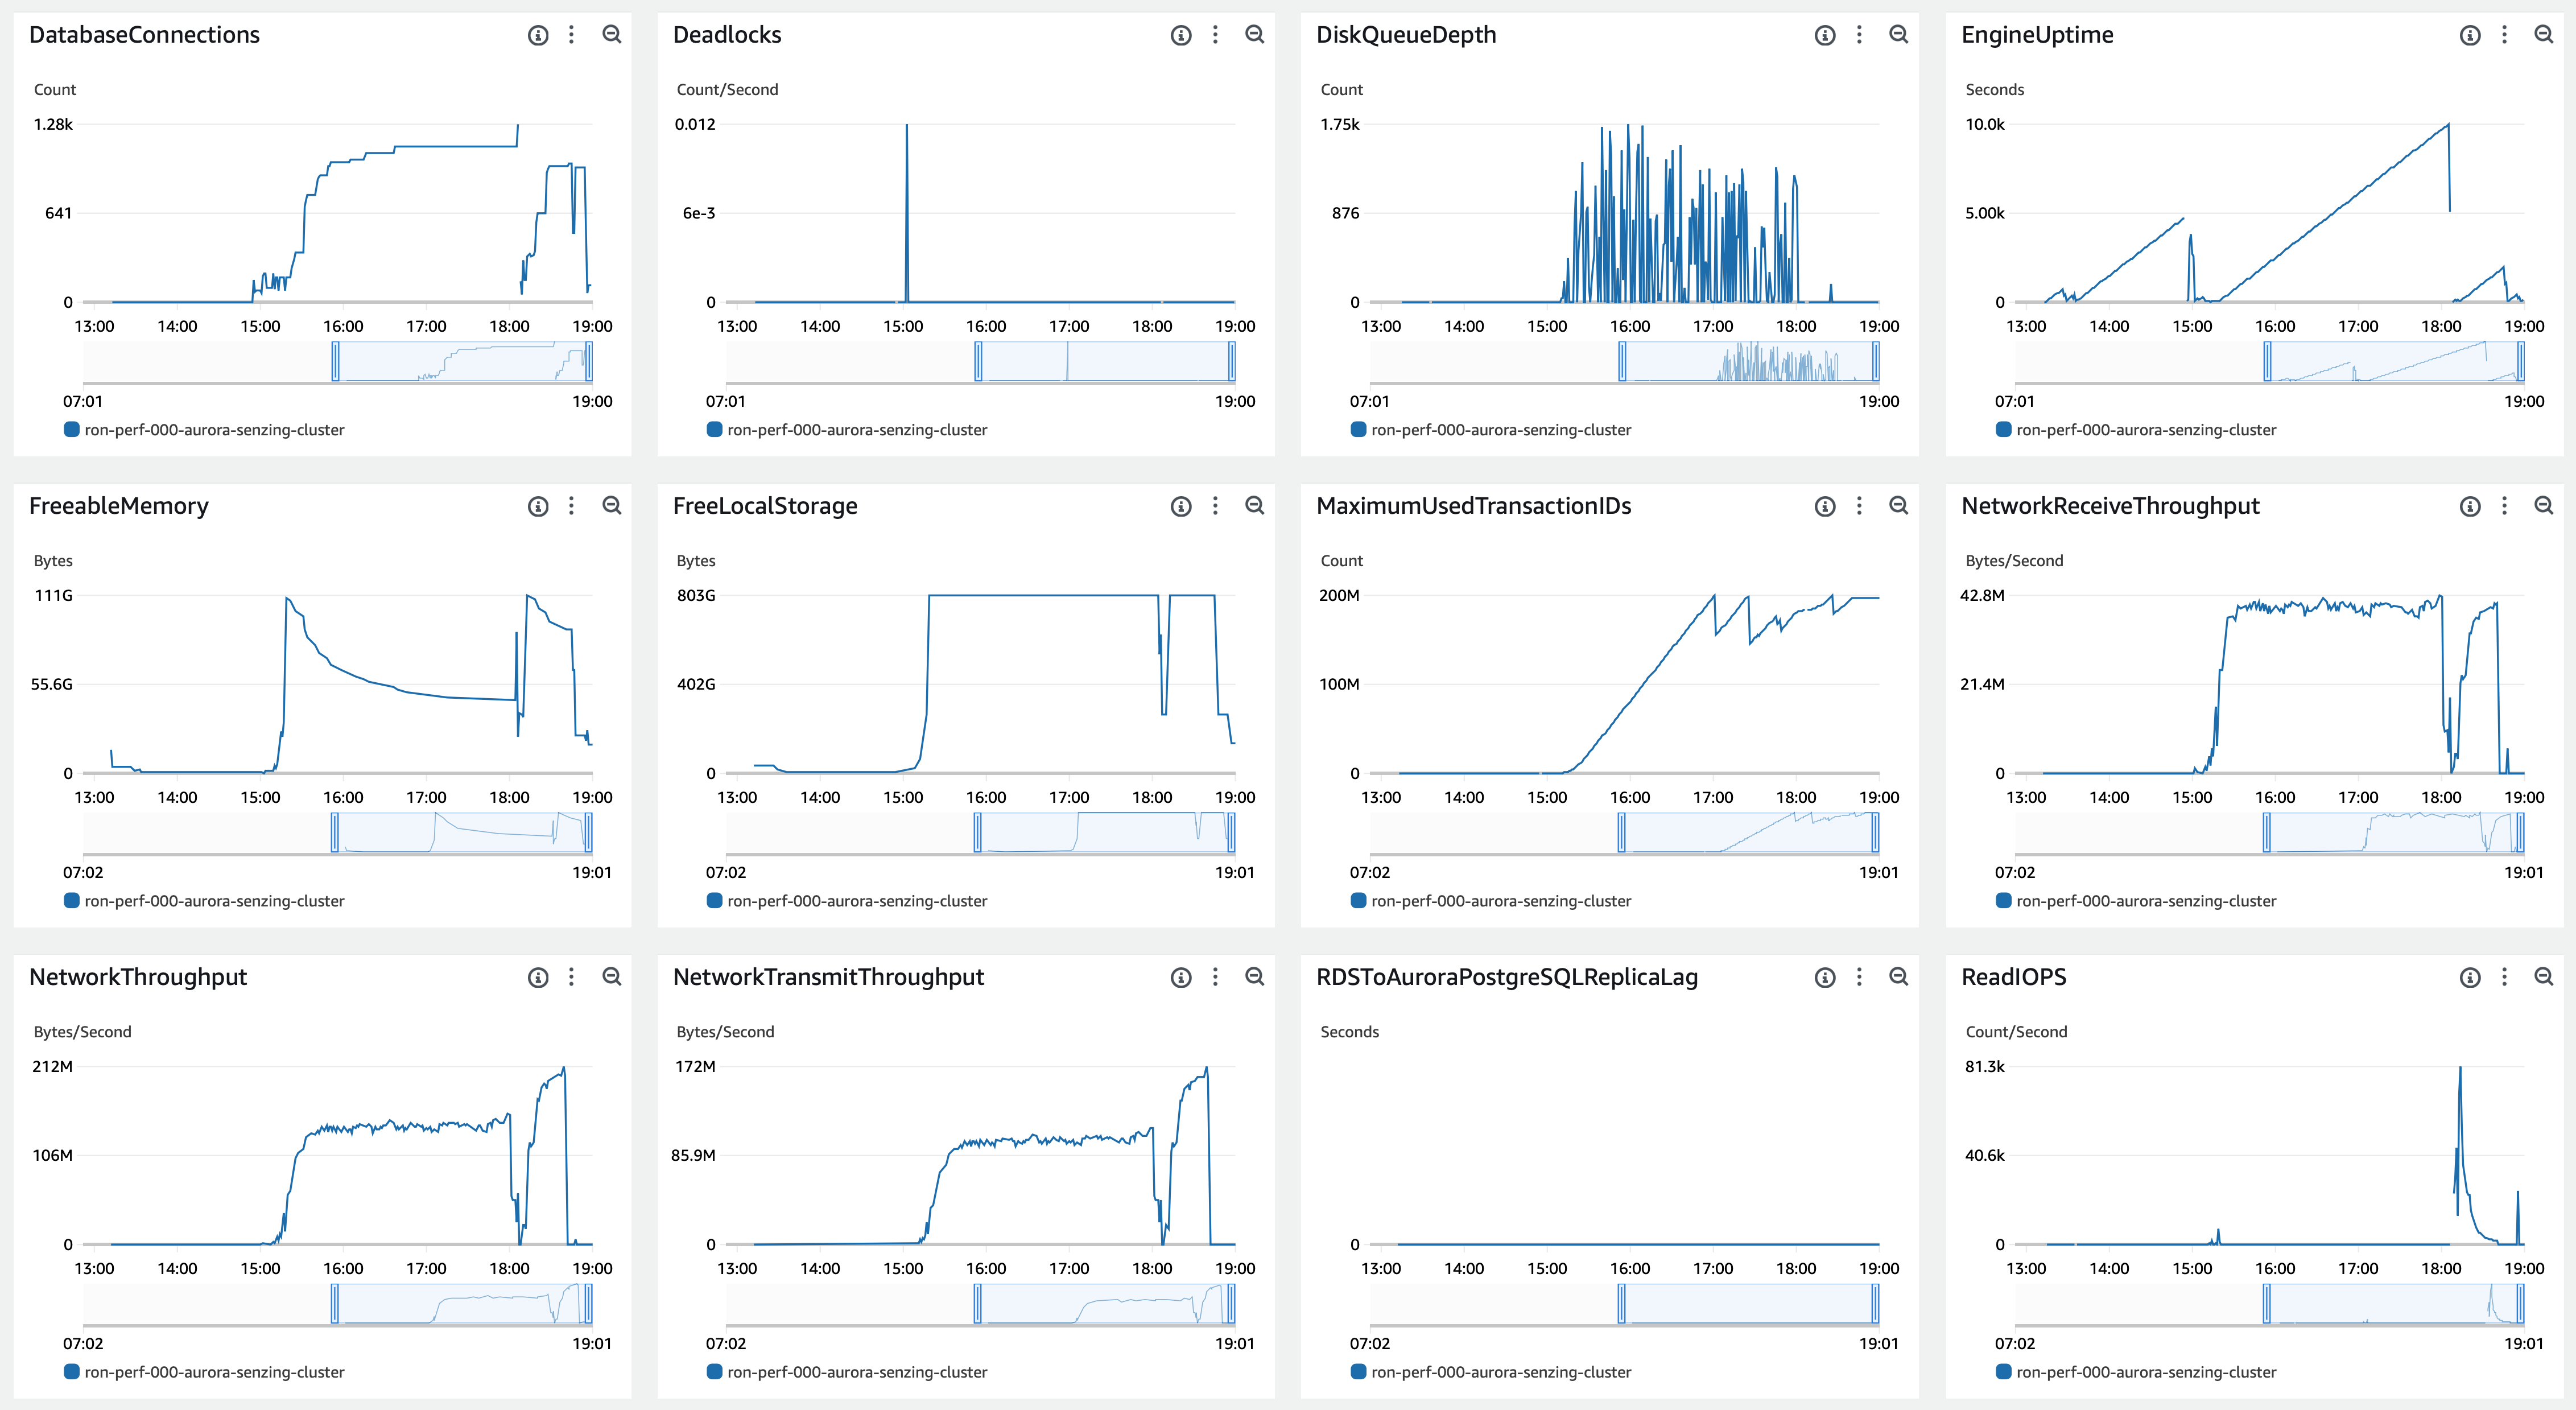 DatabaseConnections
Count
1.28k
641
0
13:00 14:00 15:00 16:00 17:00 18:00 19:00
07:01 19:00
ron-perf-000-aurora-senzing-cluster
Deadlocks
Count/Second
0.012
6e-3
0
13:00 14:00 15:00 16:00 17:00 18:00 19:00
07:01 19:00
ron-perf-000-aurora-senzing-cluster
DiskQueueDepth
Count
1.75k
876
0
13:00 14:00 15:00 16:00 17:00 18:00 19:00
07:01 19:00
ron-perf-000-aurora-senzing-cluster
EngineUptime
Seconds
10.0k
5.00k
0
13:00 14:00 15:00 16:00 17:00 18:00 19:00
07:01 19:00
ron-perf-000-aurora-senzing-cluster
FreeableMemory
Bytes
111G
55.6G
0
13:00 14:00 15:00 16:00 17:00 18:00 19:00
07:02 19:01
ron-perf-000-aurora-senzing-cluster
FreeLocalStorage
Bytes
803G
402G
0
13:00 14:00 15:00 16:00 17:00 18:00 19:00
07:02 19:01
ron-perf-000-aurora-senzing-cluster
MaximumUsedTransactionIDs
Count
200M
100M
0
13:00 14:00 15:00 16:00 17:00 18:00 19:00
07:02 19:01
ron-perf-000-aurora-senzing-cluster
NetworkReceiveThroughput
Bytes/Second
42.8M
21.4M
0
13:00 14:00 15:00 16:00 17:00 18:00 19:00
07:02 19:01
ron-perf-000-aurora-senzing-cluster
NetworkThroughput
Bytes/Second
212M
106M
0
13:00 14:00 15:00 16:00 17:00 18:00 19:00
07:02 19:01
ron-perf-000-aurora-senzing-cluster
NetworkTransmitThroughput
Bytes/Second
172M
85.9M
0
13:00 14:00 15:00 16:00 17:00 18:00 19:00
07:02 19:01
ron-perf-000-aurora-senzing-cluster
RDSToAuroraPostgreSQLReplicaLag
Seconds
0
13:00 14:00 15:00 16:00 17:00 18:00 19:00
07:02 19:01
ron-perf-000-aurora-senzing-cluster
ReadIOPS
Count/Second
81.3k
40.6k
0
13:00 14:00 15:00 16:00 17:00 18:00 19:00
07:02 19:01
ron-perf-000-aurora-senzing-cluster